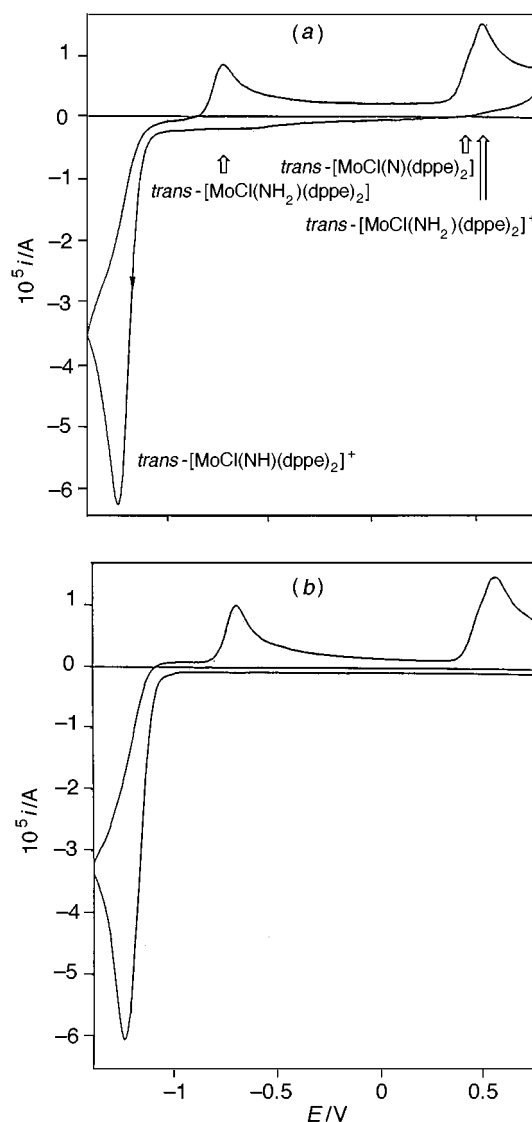 (a)
1
0
−1
−2
−3
−4
−5
−6
10⁵ i/A
trans-[MoCl(N)(dppe)₂]
trans-[MoCl(NH₂)(dppe)₂]
trans-[MoCl(NH₂)(dppe)₂]⁺
trans-[MoCl(NH)(dppe)₂]⁺
(b)
1
0
−1
−2
−3
−4
−5
−6
10⁵ i/A
−1 −0.5 0 0.5
E/V